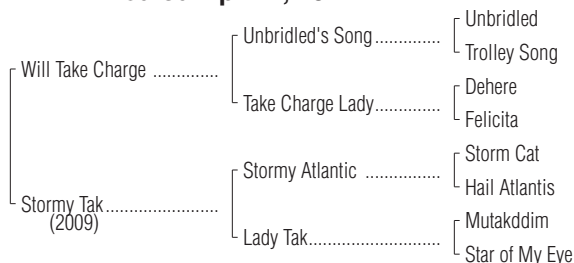 Unbridled
Unbridled's Song
Trolley Song
Will Take Charge
Dehere
Take Charge Lady
Felicita
Storm Cat
Stormy Atlantic
Hail Atlantis
Stormy Tak
(2009)
Mutakddim
Lady Tak
Star of My Eye